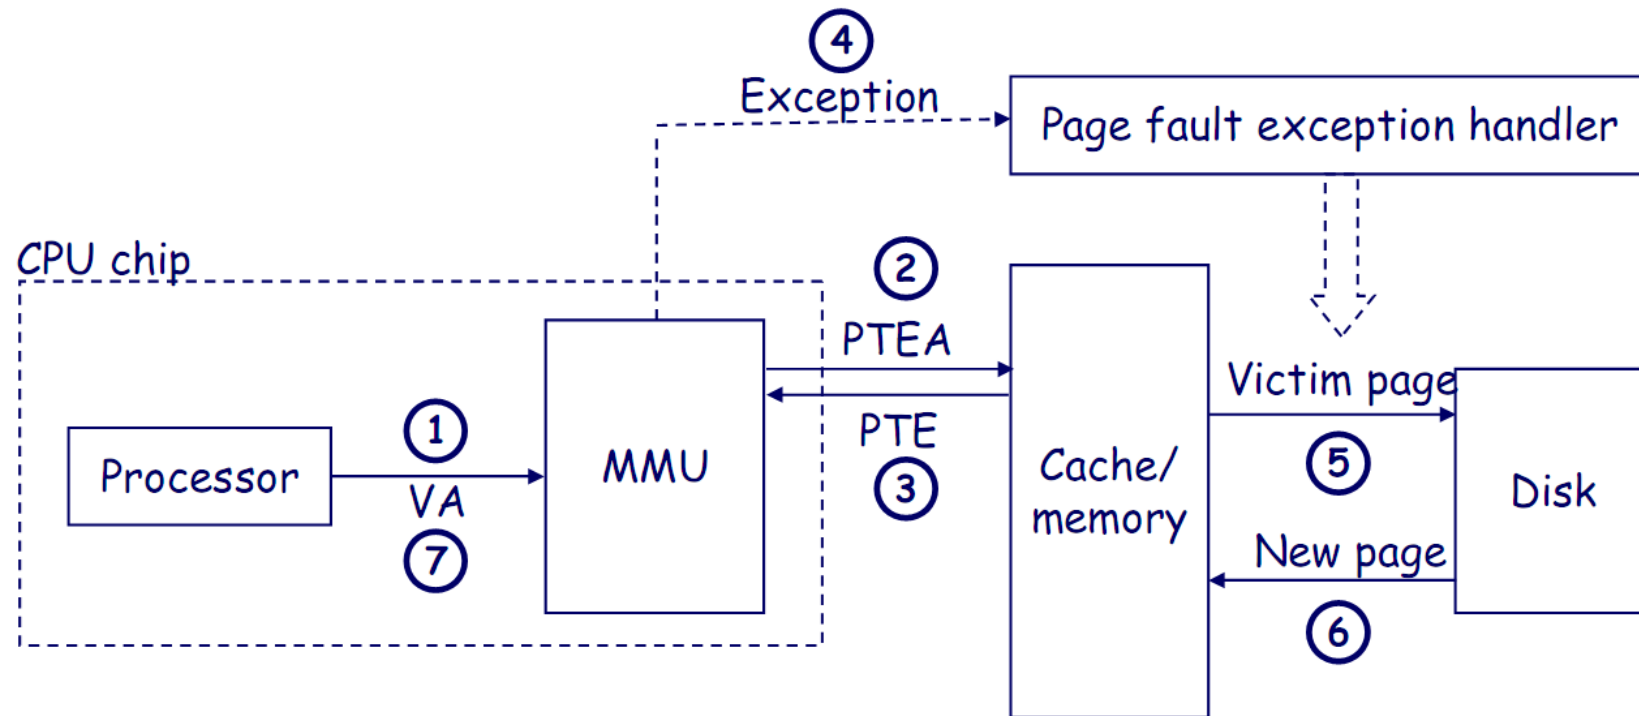 4
Exception
Page fault exception handler
CPU chip
2
PTEA
Victim page
1
PTE
5
Processor
MMU
Cache/
memory
Disk
VA
3
New page
7
6